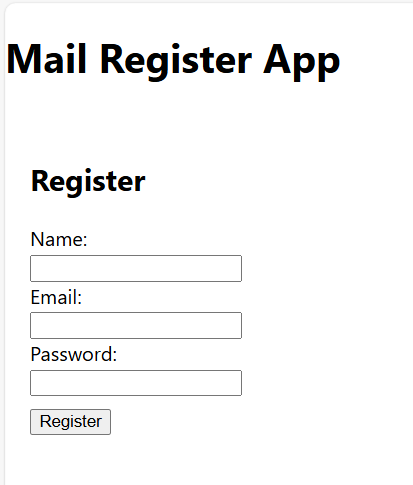 Mail Register App
Register
Name:
Email:
Password:
Register